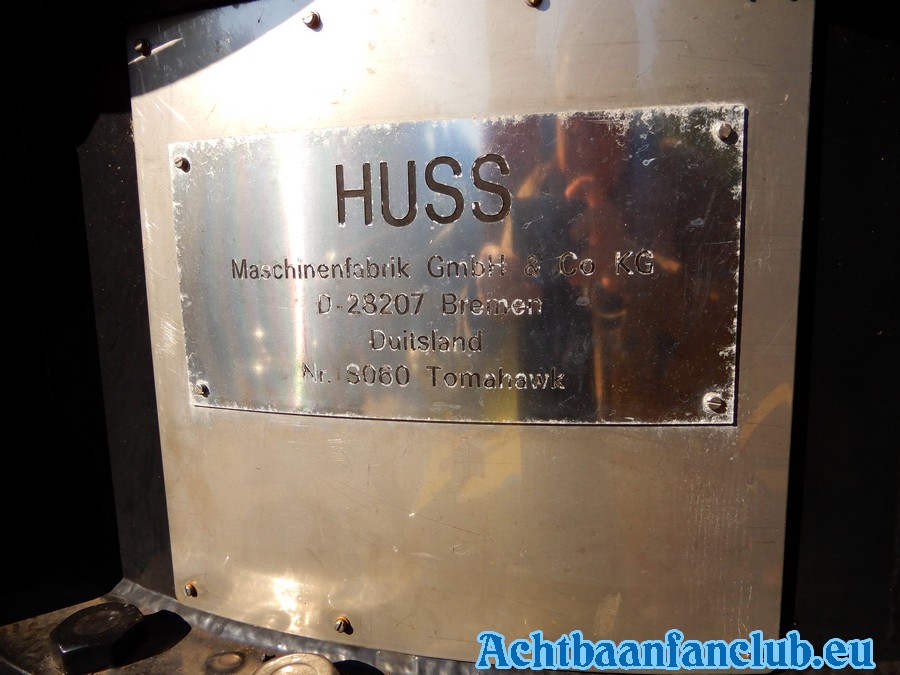 HUSS
Maschinenfabrik GmbH & Co KG
D-28207 Bremen
Duitsland
Nr. 8060 Tomahawk
Achtbaanfanclub.eu